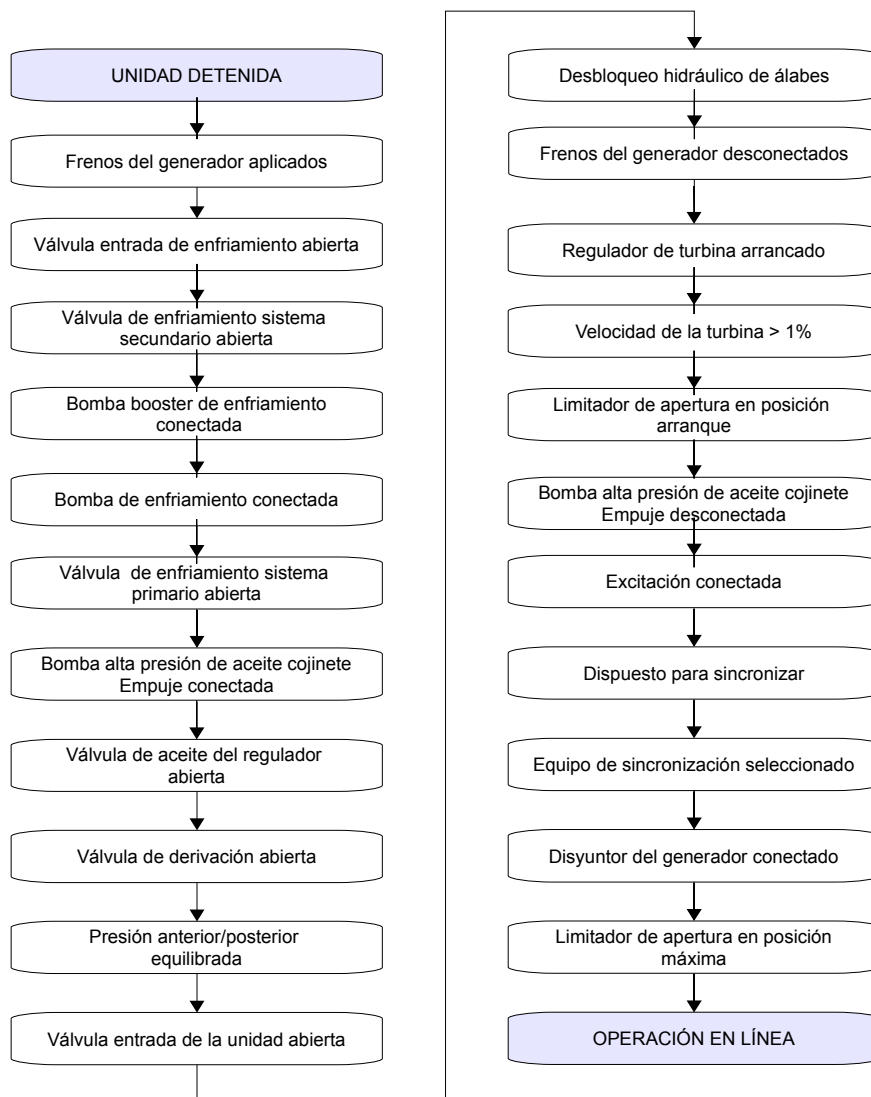 UNIDAD DETENIDA
Frenos del generador aplicados
Válvula entrada de enfriamiento abierta
Válvula de enfriamiento sistema
secundario abierta
Bomba booster de enfriamiento
conectada
Bomba de enfriamiento conectada
Válvula de enfriamiento sistema
primario abierta
Bomba alta presión de aceite cojinete
Empuje conectada
Válvula de aceite del regulador
abierta
Válvula de derivación abierta
Presión anterior/posterior
equilibrada
Válvula entrada de la unidad abierta
Desbloqueo hidráulico de álabes
Frenos del generador desconectados
Regulador de turbina arrancado
Velocidad de la turbina > 1%
Limitador de apertura en posición
arranque
Bomba alta presión de aceite cojinete
Empuje desconectada
Excitación conectada
Dispuesto para sincronizar
Equipo de sincronización seleccionado
Disyuntor del generador conectado
Limitador de apertura en posición
máxima
OPERACIÓN EN LÍNEA